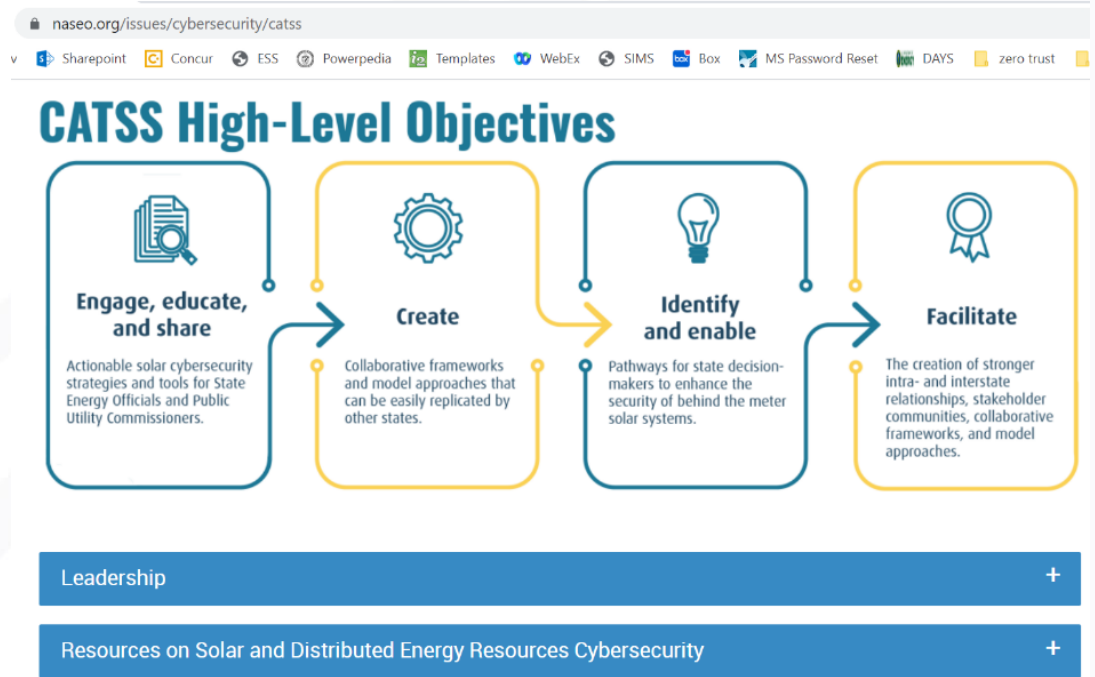 naseo.org/issues/cybersecurity/catss
v Sharepoint Concur ESS Powerpedia Templates WebEx SIMS Box MS Password Reset DAYS zero trust
CATSS High-Level Objectives
Engage, educate,
and share
Actionable solar cybersecurity
strategies and tools for State
Energy Officials and Public
Utility Commissioners.
Create
Collaborative frameworks
and model approaches that
can be easily replicated by
other states.
Identify
and enable
Pathways for state decision-
makers to enhance the
security of behind the meter
solar systems.
Facilitate
The creation of stronger
intra- and interstate
relationships, stakeholder
communities, collaborative
frameworks, and model
approaches.
Leadership +
Resources on Solar and Distributed Energy Resources Cybersecurity +